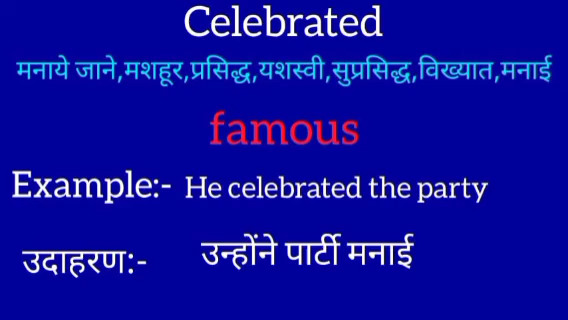 Celebrated
मनाये जाने,मशहूर,प्रसिद्ध,यशस्वी,सुप्रसिद्ध,विख्यात,मनाई
famous
Example:- He celebrated the party
उदाहरण:- उन्होंने पार्टी मनाई